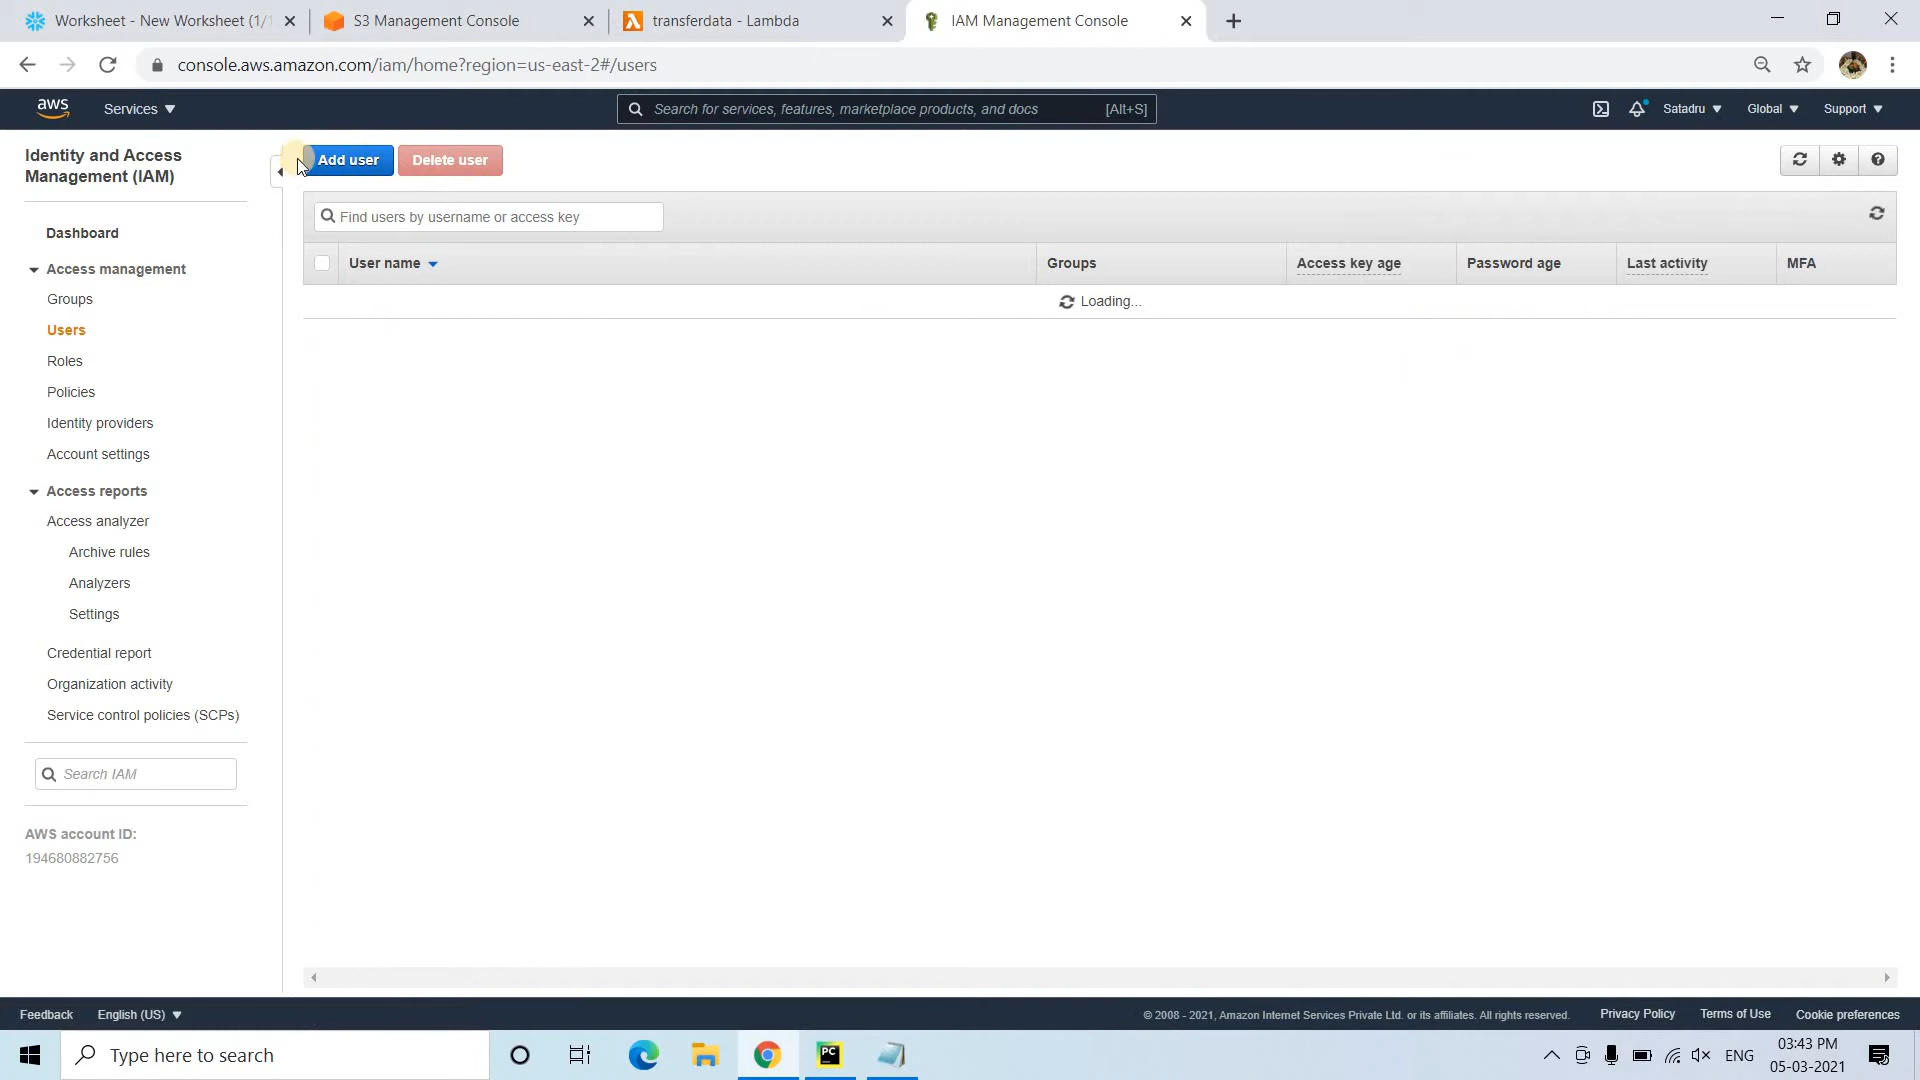 Worksheet - New Worksheet (1/1
S3 Management Console
transferdata - Lambda
IAM Management Console
console.aws.amazon.com/iam/home?region=us-east-2#/users
aws
Services
Search for services, features, marketplace products, and docs
[Alt+S]
Satadru
Global
Support
Identity and Access
Management (IAM)
Dashboard
Access management
Groups
Users
Roles
Policies
Identity providers
Account settings
Access reports
Access analyzer
Archive rules
Analyzers
Settings
Credential report
Organization activity
Service control policies (SCPs)
Search IAM
AWS account ID:
194680882756
Add user
Delete user
Find users by username or access key
User name
Groups
Access key age
Password age
Last activity
MFA
Loading...
Feedback
English (US)
© 2008 - 2021, Amazon Internet Services Private Ltd. or its affiliates. All rights reserved.
Privacy Policy
Terms of Use
Cookie preferences
Type here to search
PC
ENG
03:43 PM
05-03-2021